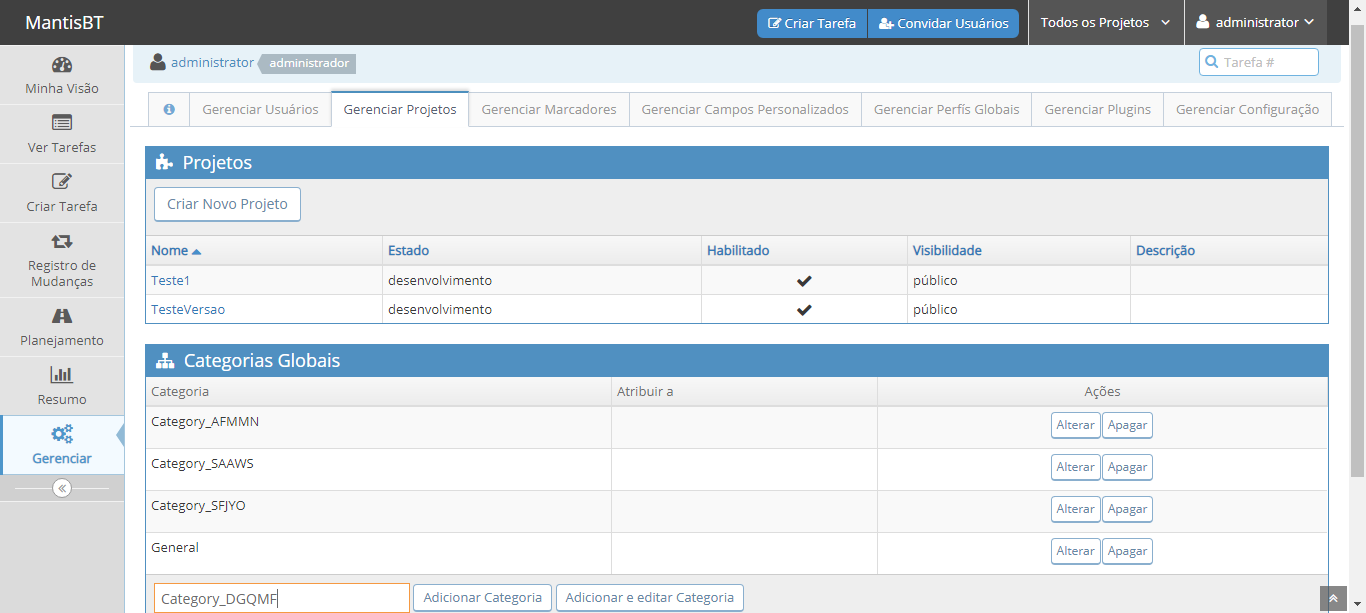 MantisBT
Criar Tarefa
Convidar Usuários
Todos os Projetos
administrator
administrator
administrador
Tarefa #
Minha Visão
Ver Tarefas
Criar Tarefa
Registro de
Mudanças
Planejamento
Resumo
Gerenciar
Gerenciar Usuários
Gerenciar Projetos
Gerenciar Marcadores
Gerenciar Campos Personalizados
Gerenciar Perfís Globais
Gerenciar Plugins
Gerenciar Configuração
Projetos
Criar Novo Projeto
Nome Estado Habilitado Visibilidade Descrição
Teste1 desenvolvimento público
TesteVersao desenvolvimento público
Categorias Globais
Categoria Atribuir a Ações
Category_AFMMN Alterar Apagar
Category_SAAWS Alterar Apagar
Category_SFJYO Alterar Apagar
General Alterar Apagar
Category_DGQMF Adicionar Categoria Adicionar e editar Categoria